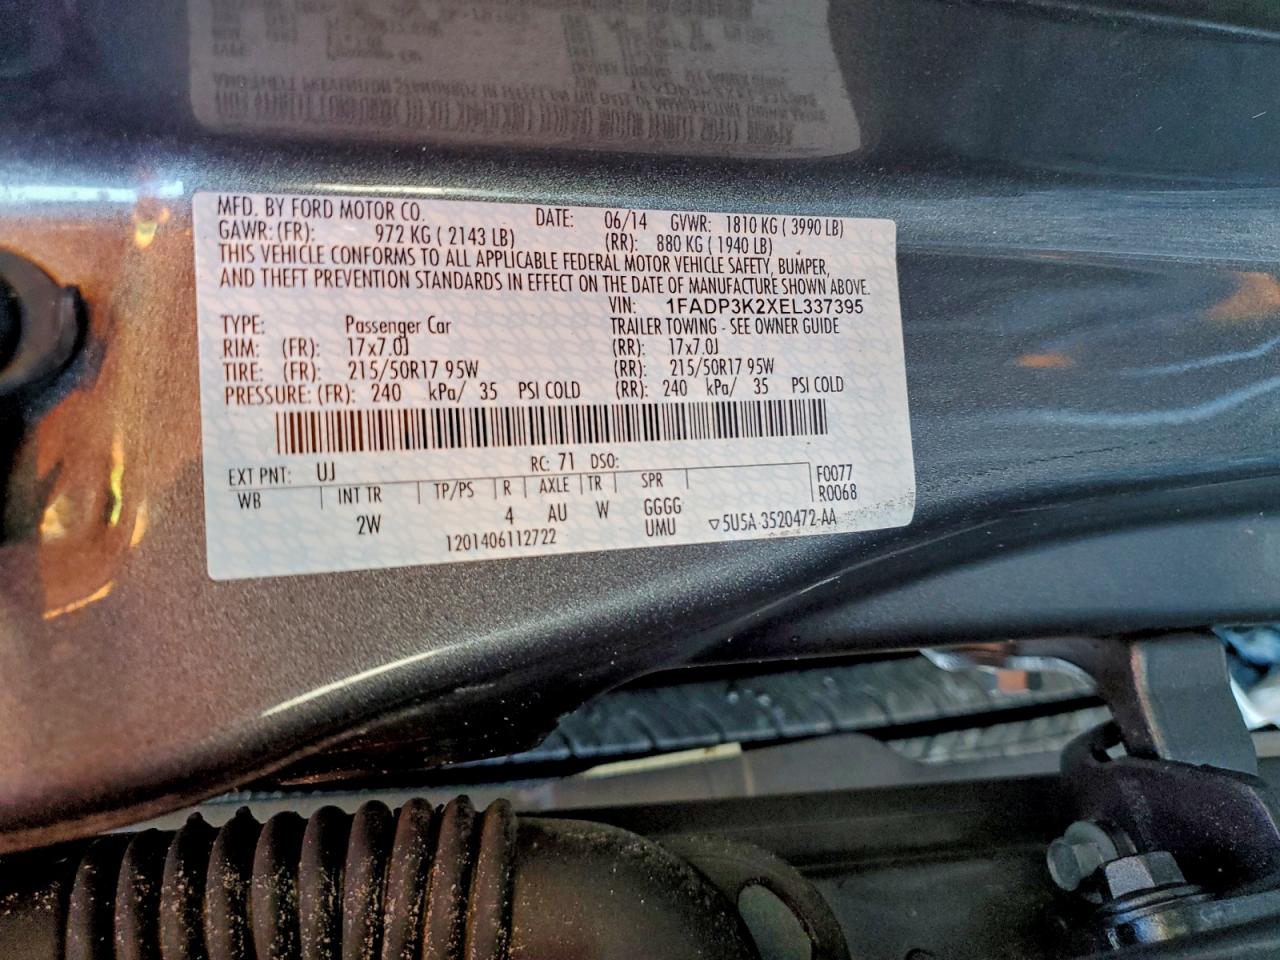 MFD. BY FORD MOTOR CO. DATE: 06/14 GVWR: 1810 KG ( 3990 LB)
GAWR: (FR): 972 KG ( 2143 LB) (RR): 880 KG ( 1940 LB)
THIS VEHICLE CONFORMS TO ALL APPLICABLE FEDERAL MOTOR VEHICLE SAFETY, BUMPER,
AND THEFT PREVENTION STANDARDS IN EFFECT ON THE DATE OF MANUFACTURE SHOWN ABOVE.
VIN: 1FADP3K2XEL337395
TYPE: Passenger Car TRAILER TOWING - SEE OWNER GUIDE
RIM: (FR): 17x7.0J (RR): 17x7.0J
TIRE: (FR): 215/50R17 95W (RR): 215/50R17 95W
PRESSURE: (FR): 240 kPa/ 35 PSI COLD (RR): 240 kPa/ 35 PSI COLD
EXT PNT: UJ RC: 71 DSO: F0077
WB INT TR TP/PS R AXLE TR SPR R0068
2W 4 AU W GGGG
1201406112722 UMU ▽5U5A-3520472-AA